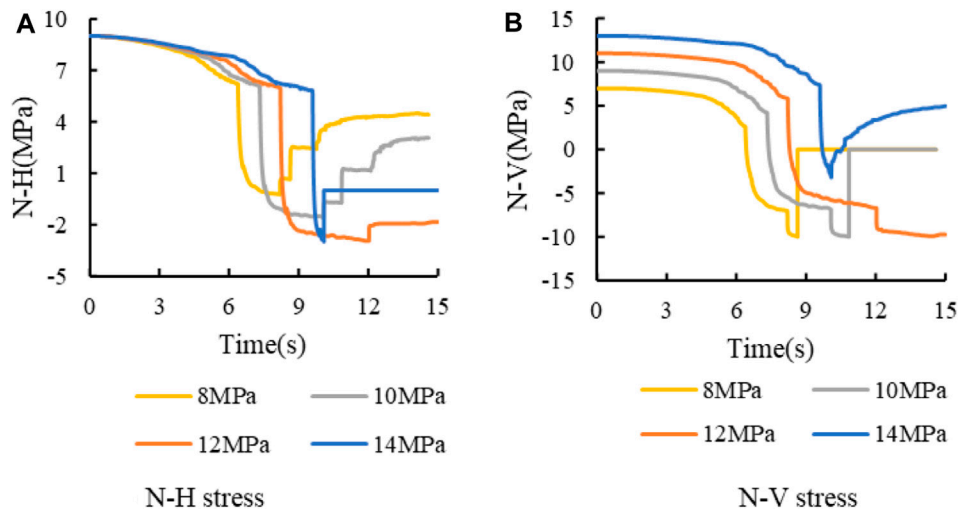 A
N-H(MPa)
9
7
4
1
-2
-5
0 3 6 9 12 15
Time(s)
8MPa 10MPa
12MPa 14MPa
N-H stress
B
N-V(MPa)
15
10
5
0
-5
-10
-15
0 3 6 9 12 15
Time(s)
8MPa 10MPa
12MPa 14MPa
N-V stress